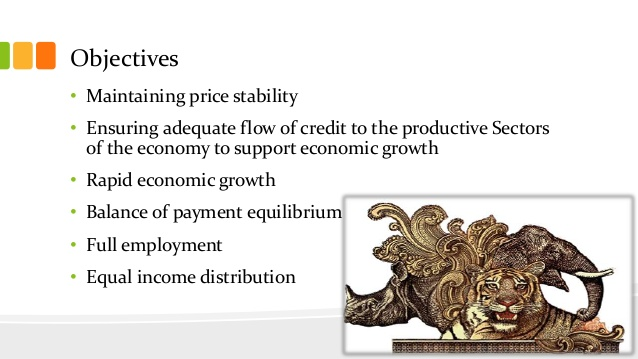 Objectives
• Maintaining price stability
• Ensuring adequate flow of credit to the productive Sectors
of the economy to support economic growth
• Rapid economic growth
• Balance of payment equilibrium
• Full employment
• Equal income distribution